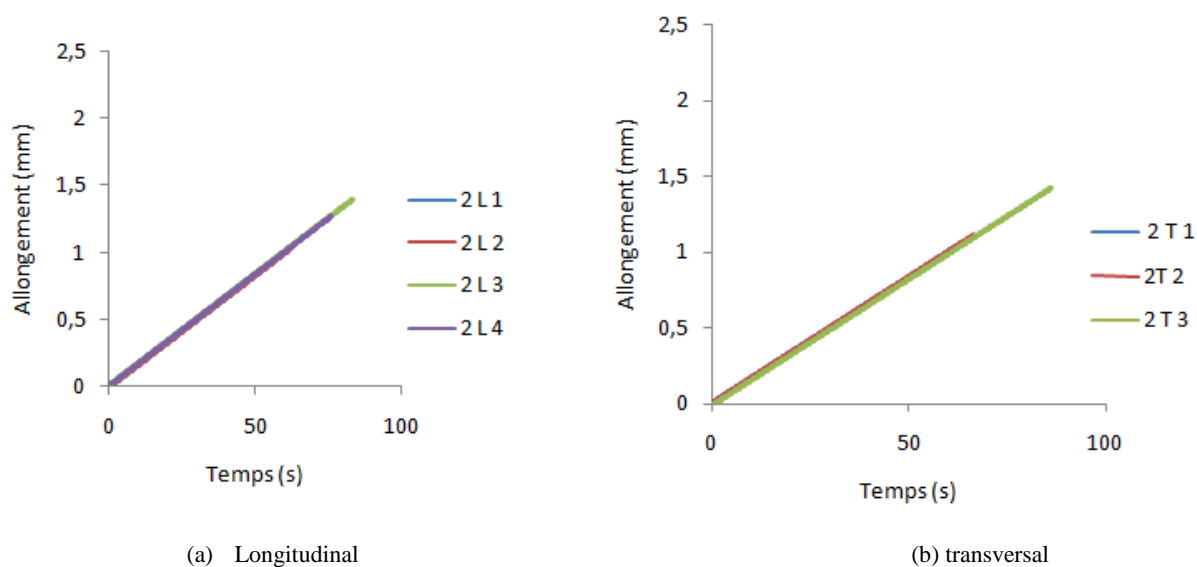 2,5
2
1,5
1
0,5
0
0
50
100
Allongement (mm)
Temps (s)
2 L 1
2 L 2
2 L 3
2 L 4
(a) Longitudinal
2,5
2
1,5
1
0,5
0
0
50
100
Allongement (mm)
Temps (s)
2 T 1
2T 2
2 T 3
(b) transversal